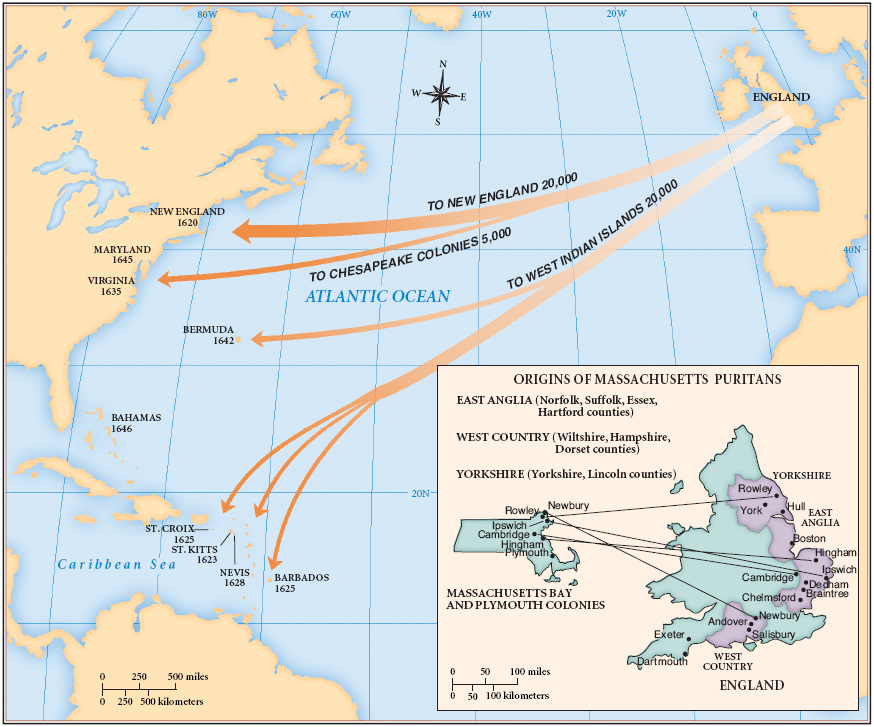 80W
60W
40W
20W
0
N
W
E
S
ENGLAND
TO NEW ENGLAND 20,000
TO CHESAPEAKE COLONIES 5,000
TO WEST INDIAN ISLANDS 20,000
NEW ENGLAND
1620
MARYLAND
1645
VIRGINIA
1635
40N
ATLANTIC OCEAN
BERMUDA
1642
BAHAMAS
1646
20N
ST. CROIX
1625
ST. KITTS
1623
NEVIS
1628
BARBADOS
1625
Caribbean Sea
0 250 500 miles
0 250 500 kilometers
ORIGINS OF MASSACHUSETTS PURITANS
EAST ANGLIA (Norfolk, Suffolk, Essex,
Hartford counties)
WEST COUNTRY (Wiltshire, Hampshire,
Dorset counties)
YORKSHIRE (Yorkshire, Lincoln counties)
Rowley
Newbury
Ipswich
Cambridge
Hingham
Plymouth
MASSACHUSETTS BAY
AND PLYMOUTH COLONIES
YORKSHIRE
Rowley
York
Hull
EAST
ANGLIA
Boston
Hingham
Ipswich
Cambridge
Dedham
Braintree
Chelmsford
Newbury
Andover
Salisbury
Exeter
Dartmouth
WEST
COUNTRY
ENGLAND
0 50 100 miles
0 50 100 kilometers